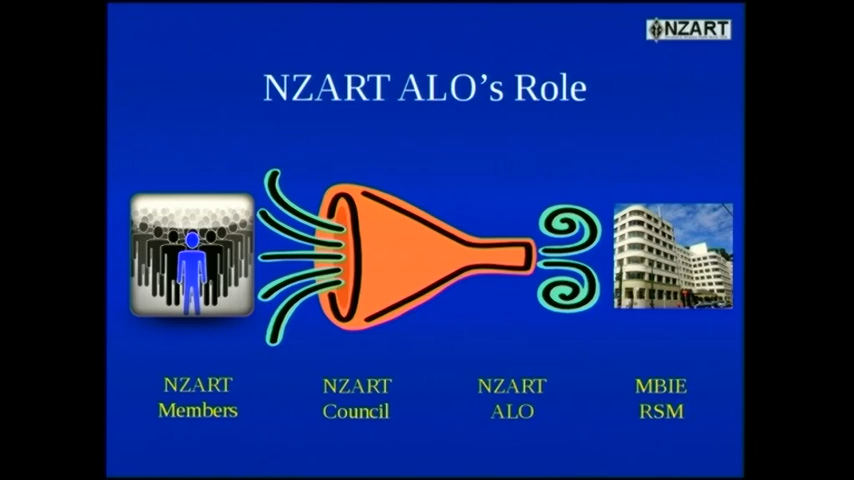 NZART
NZART ALO's Role
NZART
Members
NZART
Council
NZART
ALO
MBIE
RSM